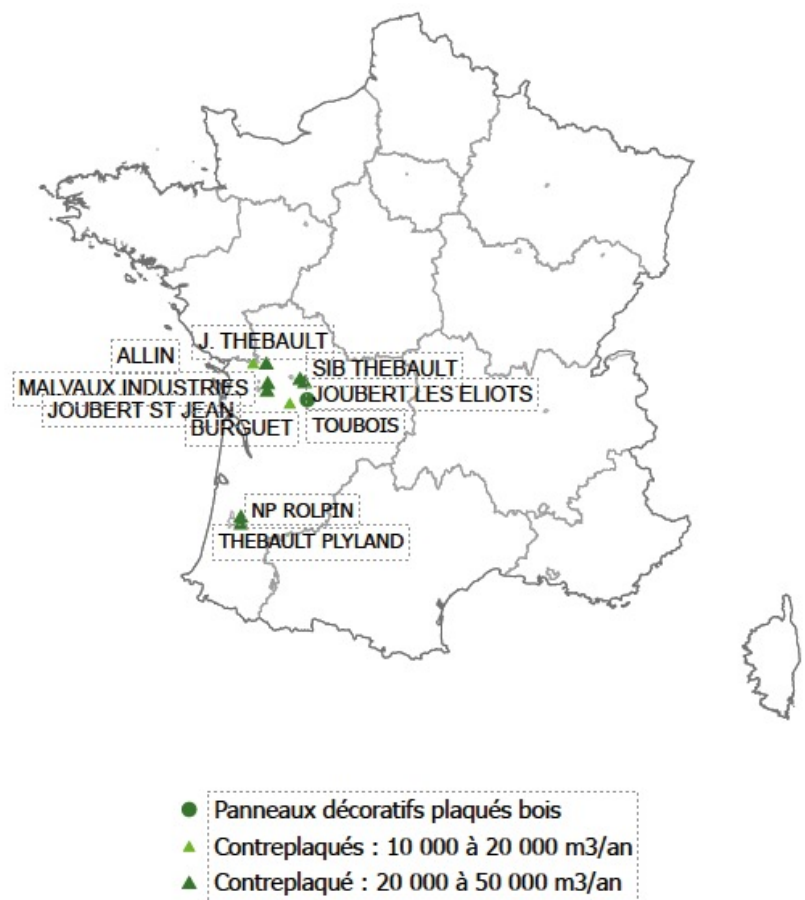 J. THEBAULT
ALLIN
SIB THEBAULT
MALVAUX INDUSTRIES
JOUBERT LES ELIOTS
JOUBERT ST JEAN
BURGUET
TOUBOIS
NP ROLPIN
THEBAULT PLYLAND
Panneaux décoratifs plaqués bois
Contreplaqués : 10 000 à 20 000 m3/an
Contreplaqué : 20 000 à 50 000 m3/an